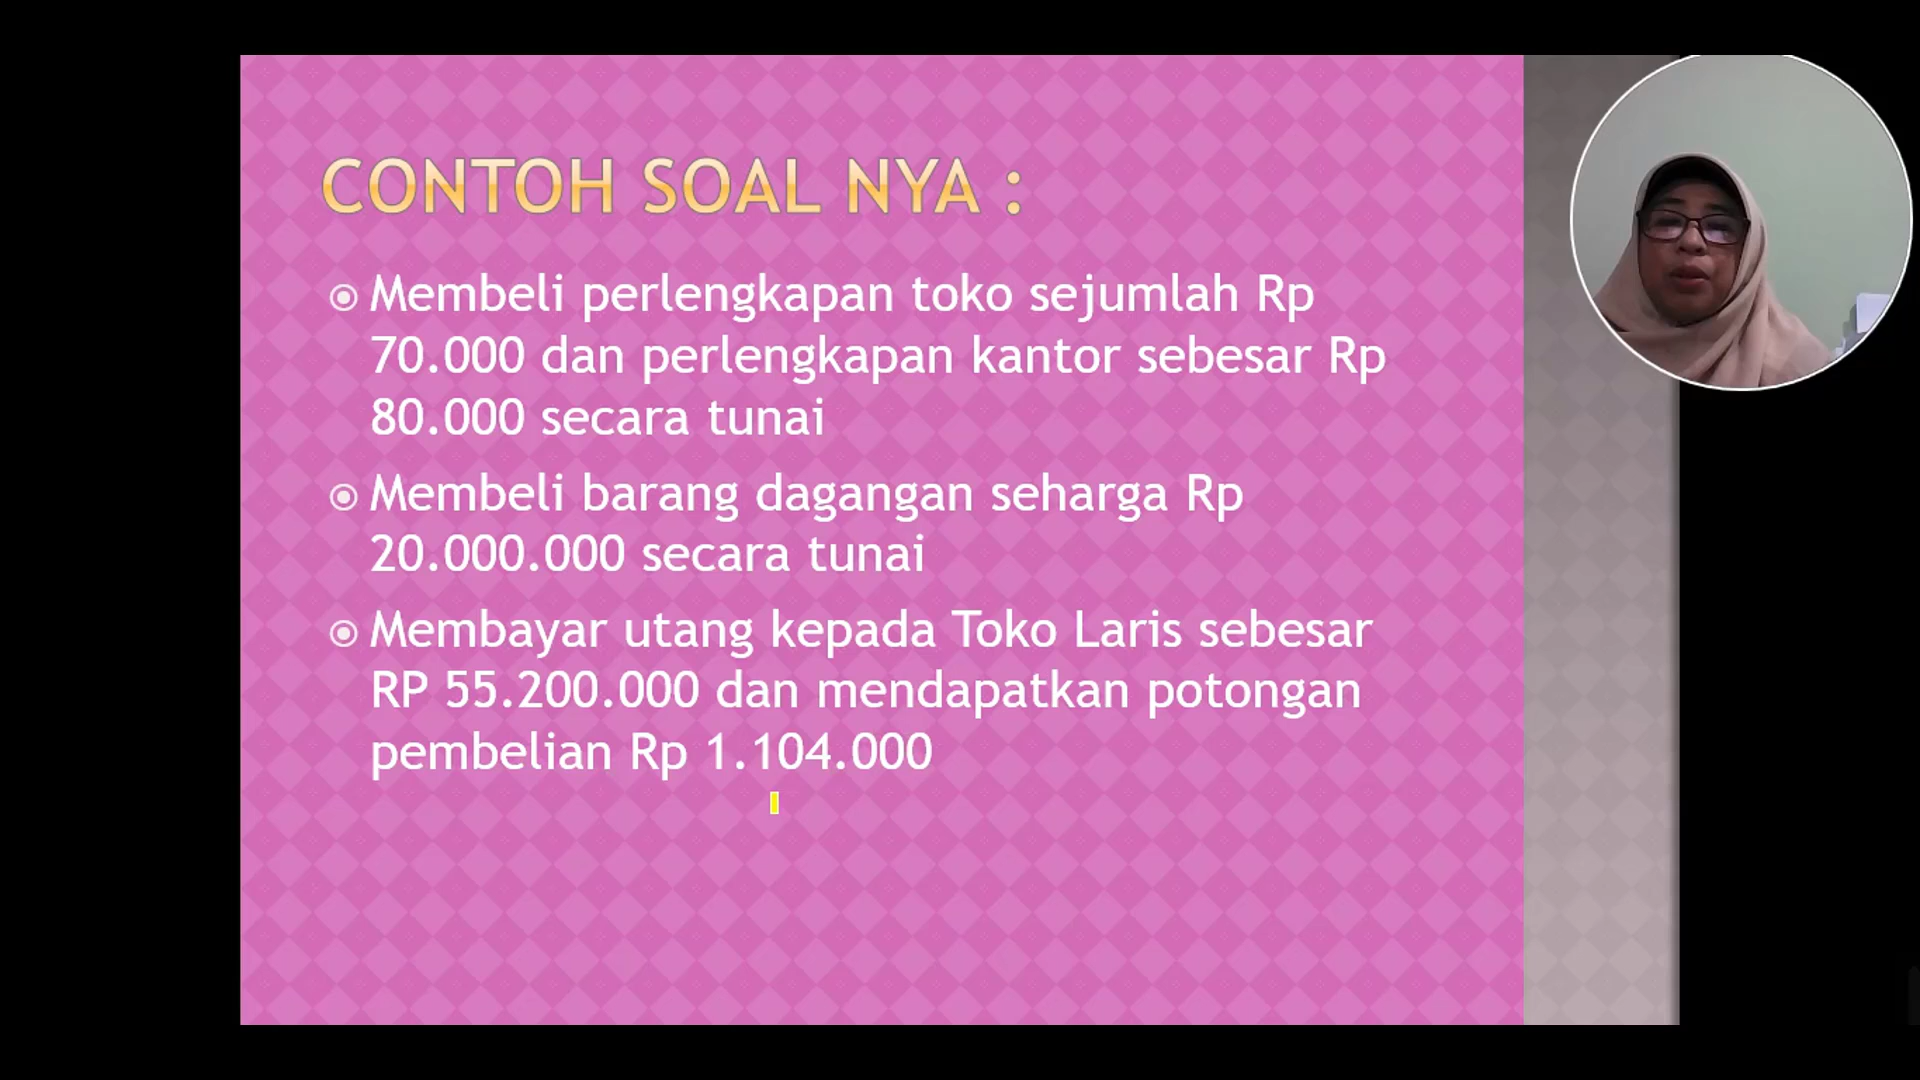 CONTOH SOAL NYA :
Membeli perlengkapan toko sejumlah Rp
70.000 dan perlengkapan kantor sebesar Rp
80.000 secara tunai
Membeli barang dagangan seharga Rp
20.000.000 secara tunai
Membayar utang kepada Toko Laris sebesar
RP 55.200.000 dan mendapatkan potongan
pembelian Rp 1.104.000